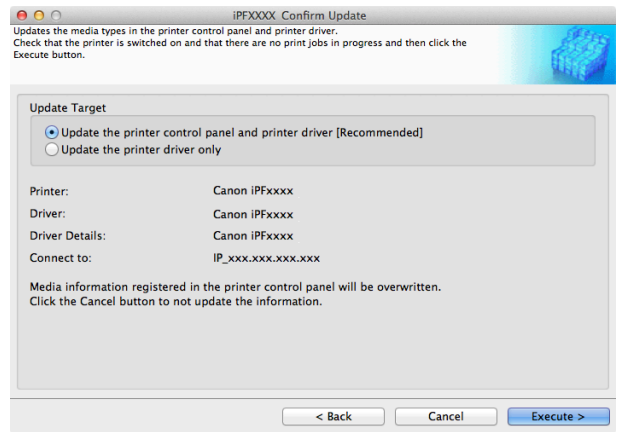 iPFXXXX Confirm Update
Updates the media types in the printer control panel and printer driver.
Check that the printer is switched on and that there are no print jobs in progress and then click the
Execute button.
Update Target
Update the printer control panel and printer driver [Recommended]
Update the printer driver only
Printer: Canon iPFxxxx
Driver: Canon iPFxxxx
Driver Details: Canon iPFxxxx
Connect to: IP_xxx.xxx.xxx.xxx
Media information registered in the printer control panel will be overwritten.
Click the Cancel button to not update the information.
< Back Cancel Execute >